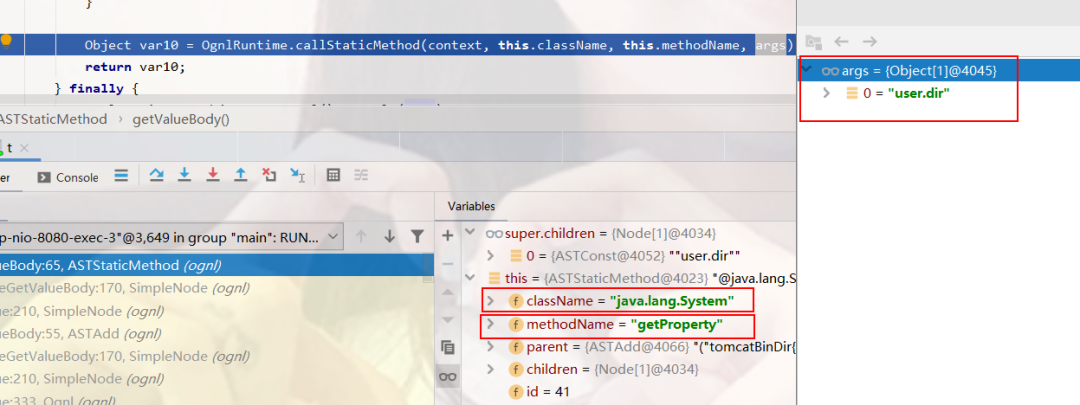 }
Object var10 = OgnlRuntime.callStaticMethod(context, this.className, this.methodName, args)
return var10;
} finally {
ASTStaticMethod › getValueBody()
t ×
er Console
p-nio-8080-exec-3"@3,649 in group "main": RUN...
ueBody:65, ASTStaticMethod (ognl)
eGetValueBody:170, SimpleNode (ognl)
ue:210, SimpleNode (ognl)
ueBody:55, ASTAdd (ognl)
eGetValueBody:170, SimpleNode (ognl)
ue:210, SimpleNode (ognl)
ue:333, Ognl (ognl)
Variables
super.children = {Node[1]@4034}
0 = {ASTConst@4052} ""user.dir""
this = {ASTStaticMethod@4023} "@java.lang.S
className = "java.lang.System"
methodName = "getProperty"
parent = {ASTAdd@4066} "("tomcatBinDir{
children = {Node[1]@4034}
id = 41
args = {Object[1]@4045}
0 = "user.dir"